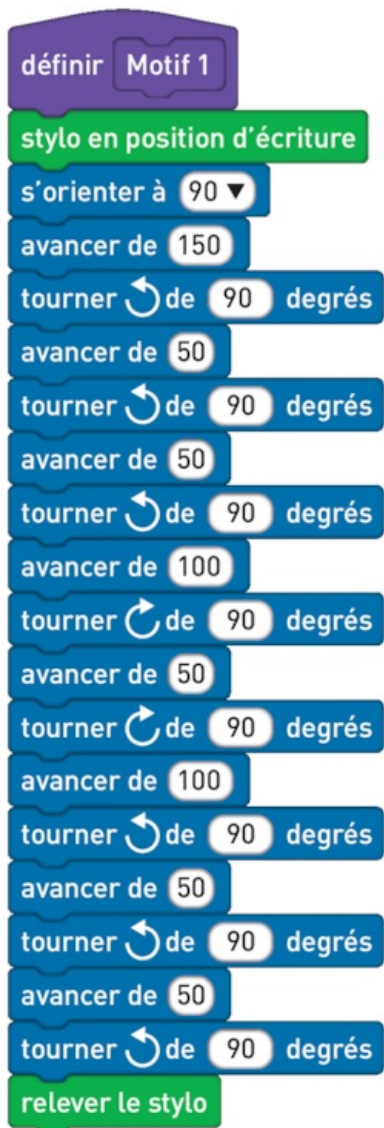 définir Motif 1
stylo en position d’écriture
s’orienter à 90
avancer de 150
tourner de 90 degrés
avancer de 50
tourner de 90 degrés
avancer de 50
tourner de 90 degrés
avancer de 100
tourner de 90 degrés
avancer de 50
tourner de 90 degrés
avancer de 100
tourner de 90 degrés
avancer de 50
tourner de 90 degrés
avancer de 50
tourner de 90 degrés
relever le stylo